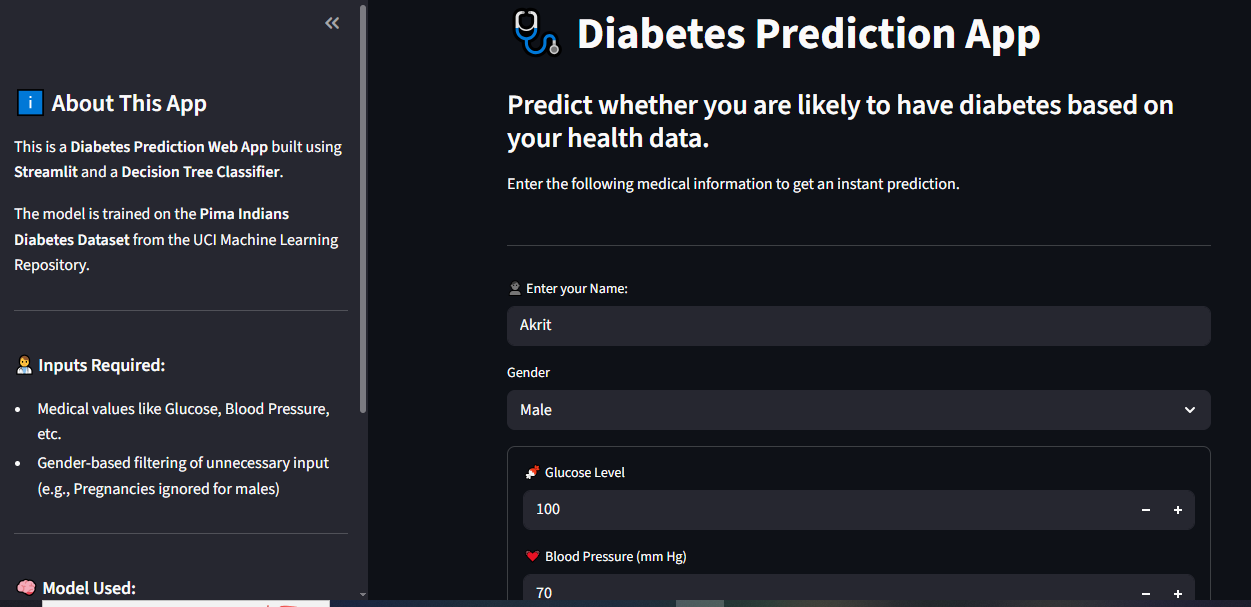 About This App
This is a Diabetes Prediction Web App built using
Streamlit and a Decision Tree Classifier.
The model is trained on the Pima Indians
Diabetes Dataset from the UCI Machine Learning
Repository.
Inputs Required:
Medical values like Glucose, Blood Pressure,
etc.
Gender-based filtering of unnecessary input
(e.g., Pregnancies ignored for males)
Model Used:
Diabetes Prediction App
Predict whether you are likely to have diabetes based on
your health data.
Enter the following medical information to get an instant prediction.
Enter your Name:
Akrit
Gender
Male
Glucose Level
100
Blood Pressure (mm Hg)
70